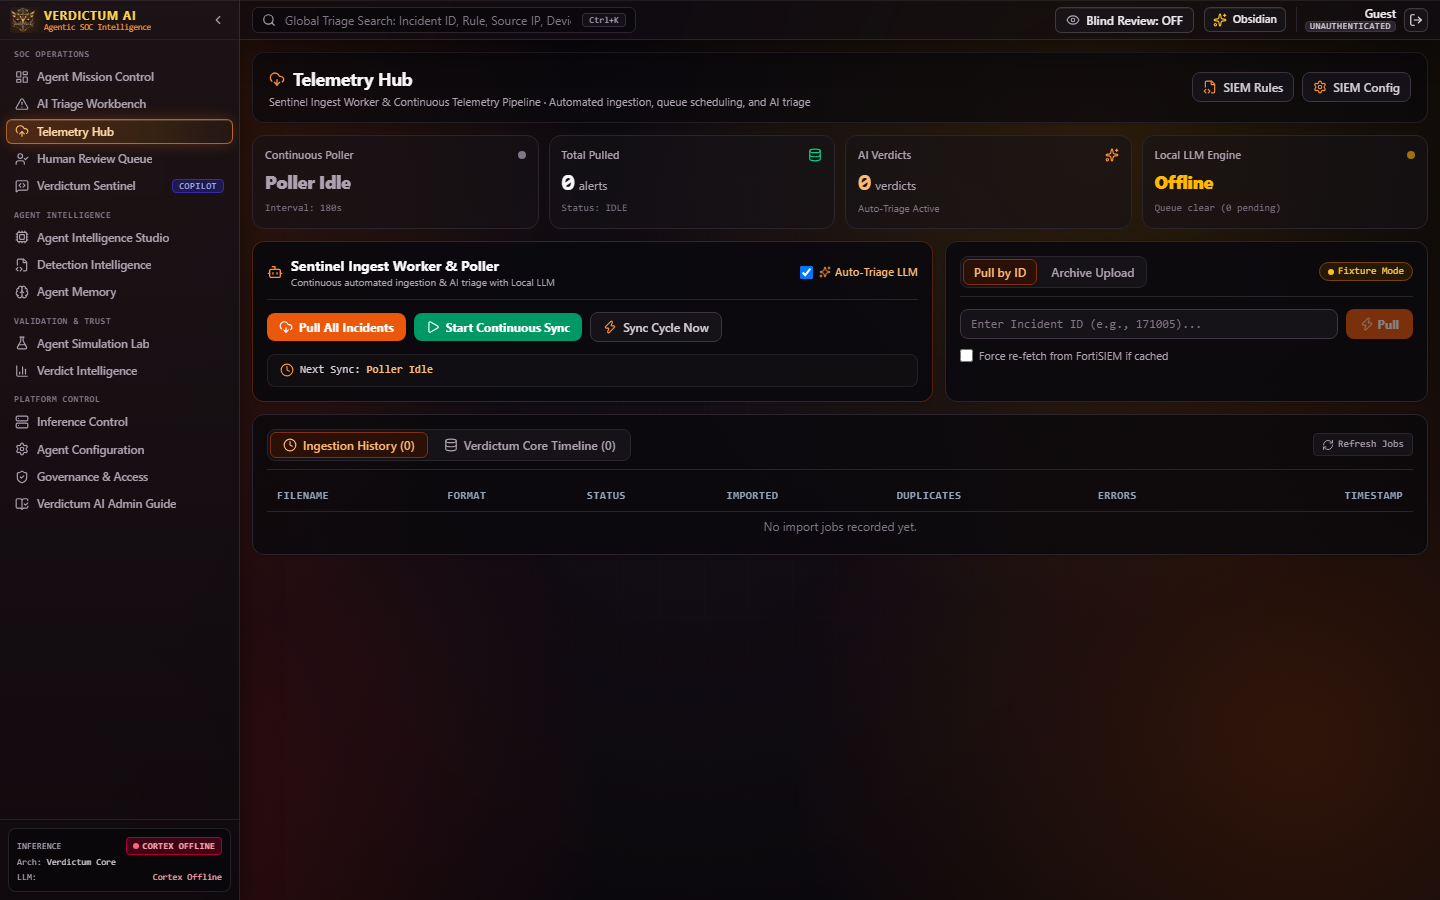 VERDICTUM AI
Agentic SOC Intelligence
SOC OPERATIONS
Agent Mission Control
AI Triage Workbench
Telemetry Hub
Human Review Queue
Verdictum Sentinel COPILOT
AGENT INTELLIGENCE
Agent Intelligence Studio
Detection Intelligence
Agent Memory
VALIDATION & TRUST
Agent Simulation Lab
Verdict Intelligence
PLATFORM CONTROL
Inference Control
Agent Configuration
Governance & Access
Verdictum AI Admin Guide
INFERENCE CORTEX OFFLINE
Arch: Verdictum Core
LLM: Cortex Offline
Global Triage Search: Incident ID, Rule, Source IP, Devi Ctrl+K
Blind Review: OFF
Obsidian
Guest
UNAUTHENTICATED
Telemetry Hub
Sentinel Ingest Worker & Continuous Telemetry Pipeline · Automated ingestion, queue scheduling, and AI triage
SIEM Rules
SIEM Config
Continuous Poller
Poller Idle
Interval: 180s
Total Pulled
0 alerts
Status: IDLE
AI Verdicts
0 verdicts
Auto-Triage Active
Local LLM Engine
Offline
Queue clear (0 pending)
Sentinel Ingest Worker & Poller
Continuous automated ingestion & AI triage with Local LLM
Auto-Triage LLM
Pull All Incidents
Start Continuous Sync
Sync Cycle Now
Next Sync: Poller Idle
Pull by ID
Archive Upload
Fixture Mode
Enter Incident ID (e.g., 171005)...
Pull
Force re-fetch from FortiSIEM if cached
Ingestion History (0)
Verdictum Core Timeline (0)
Refresh Jobs
FILENAME FORMAT STATUS IMPORTED DUPLICATES ERRORS TIMESTAMP
No import jobs recorded yet.